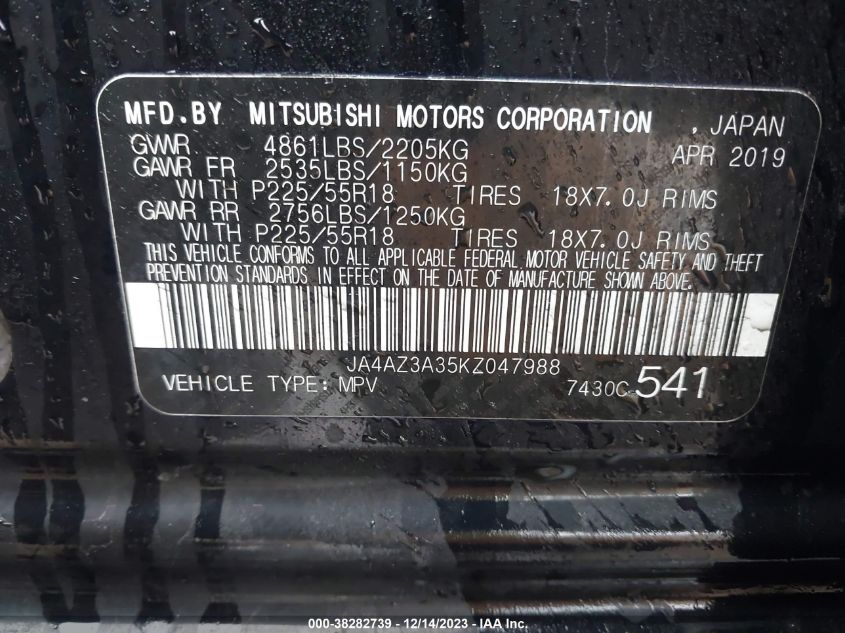 MFD.BY MITSUBISHI MOTORS CORPORATION , JAPAN
GVWR 4861LBS/2205KG APR 2019
GAWR FR 2535LBS/1150KG
WITH P225/55R18 TIRES 18X7.0J RIMS
GAWR RR 2756LBS/1250KG
WITH P225/55R18 TIRES 18X7.0J RIMS
THIS VEHICLE CONFORMS TO ALL APPLICABLE FEDERAL MOTOR VEHICLE SAFETY AND THEFT
PREVENTION STANDARDS IN EFFECT ON THE DATE OF MANUFACTURE SHOWN ABOVE.
JA4AZ3A35KZ047988
VEHICLE TYPE: MPV 7430C 541
000-38282739 - 12/14/2023 - IAA Inc.